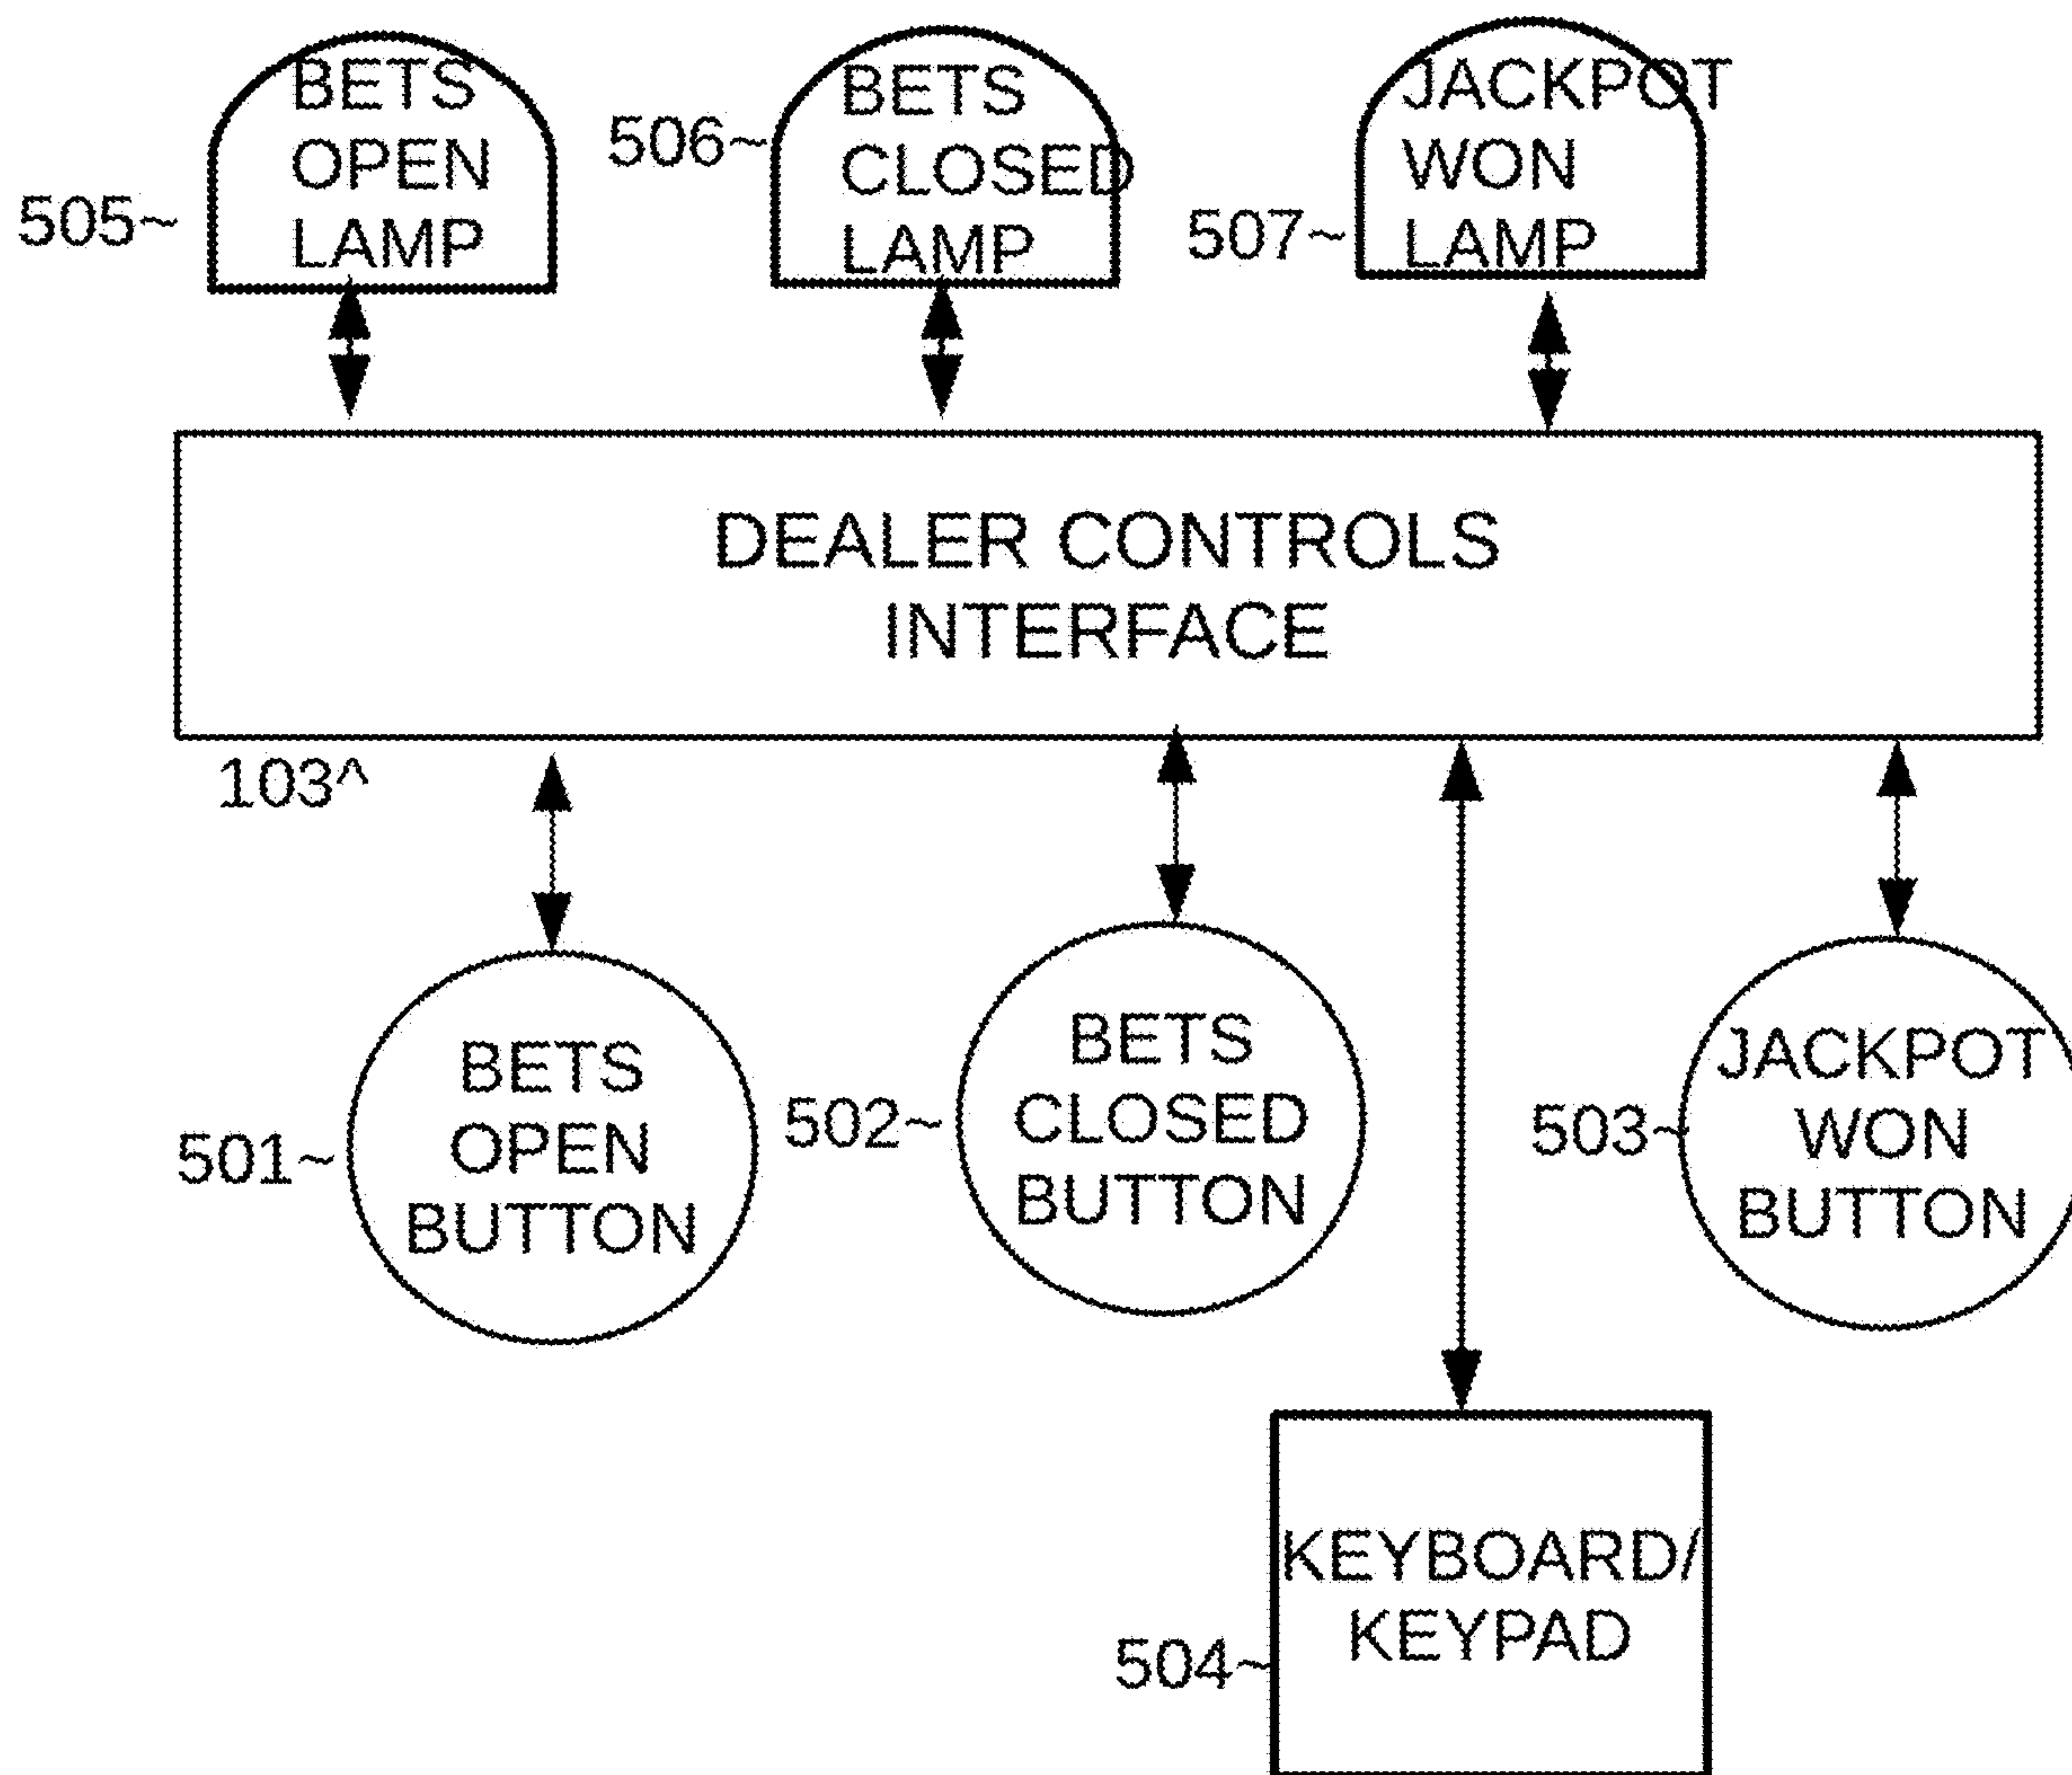 BETS
OPEN
LAMP
505~
BETS
CLOSED
LAMP
506~
JACKPOT
WON
LAMP
507~
DEALER CONTROLS
INTERFACE
103^
BETS
OPEN
BUTTON
501~
BETS
CLOSED
BUTTON
502~
JACKPOT
WON
BUTTON
503~
KEYBOARD/
KEYPAD
504~